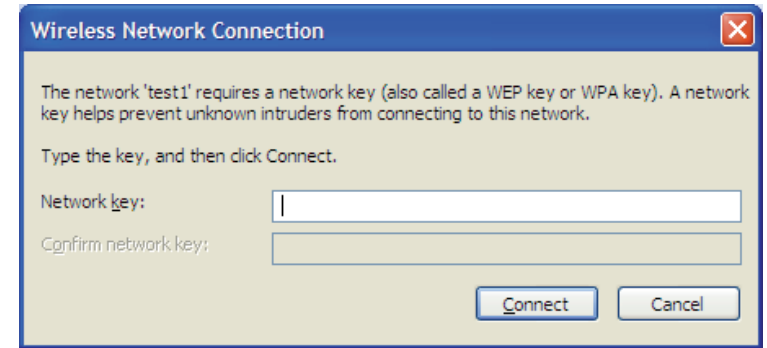 Wireless Network Connection
The network 'test1' requires a network key (also called a WEP key or WPA key). A network
key helps prevent unknown intruders from connecting to this network.
Type the key, and then click Connect.
Network key:
Confirm network key:
Connect Cancel